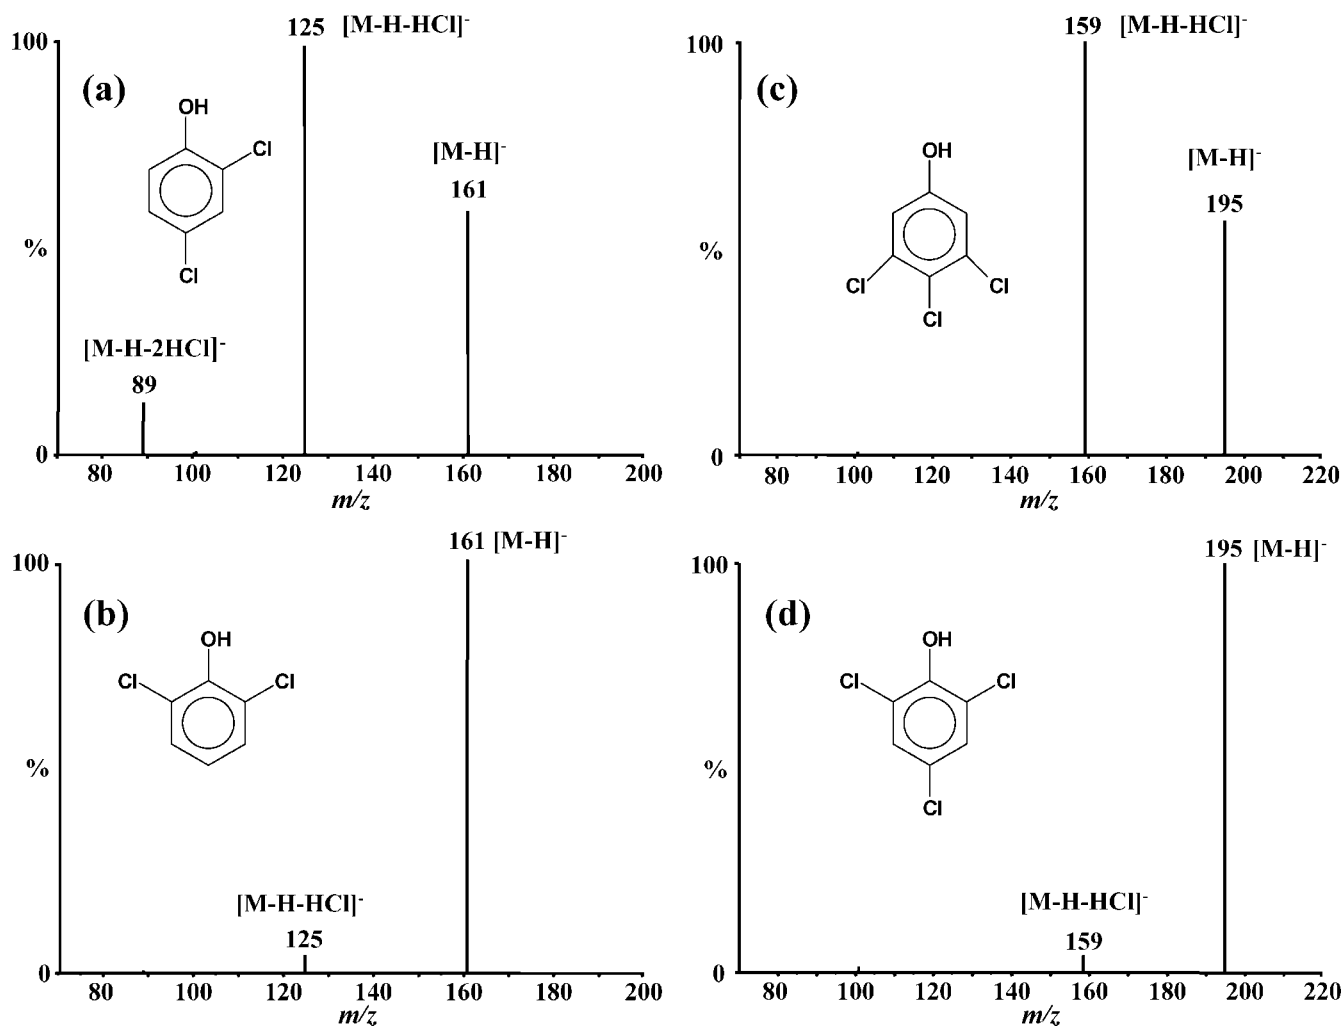 125 [M-H-HCl]-
100
(a)
OH
Cl
Cl
[M-H]-
161
%
[M-H-2HCl]-
89
0
80 100 120 140 160 180 200
m/z
159 [M-H-HCl]-
100
(c)
OH
Cl
Cl
Cl
[M-H]-
195
%
0
80 100 120 140 160 180 200 220
m/z
161 [M-H]-
100
(b)
OH
Cl
Cl
%
[M-H-HCl]-
125
0
80 100 120 140 160 180 200
m/z
195 [M-H]-
100
(d)
OH
Cl
Cl
Cl
%
[M-H-HCl]-
159
0
80 100 120 140 160 180 200 220
m/z